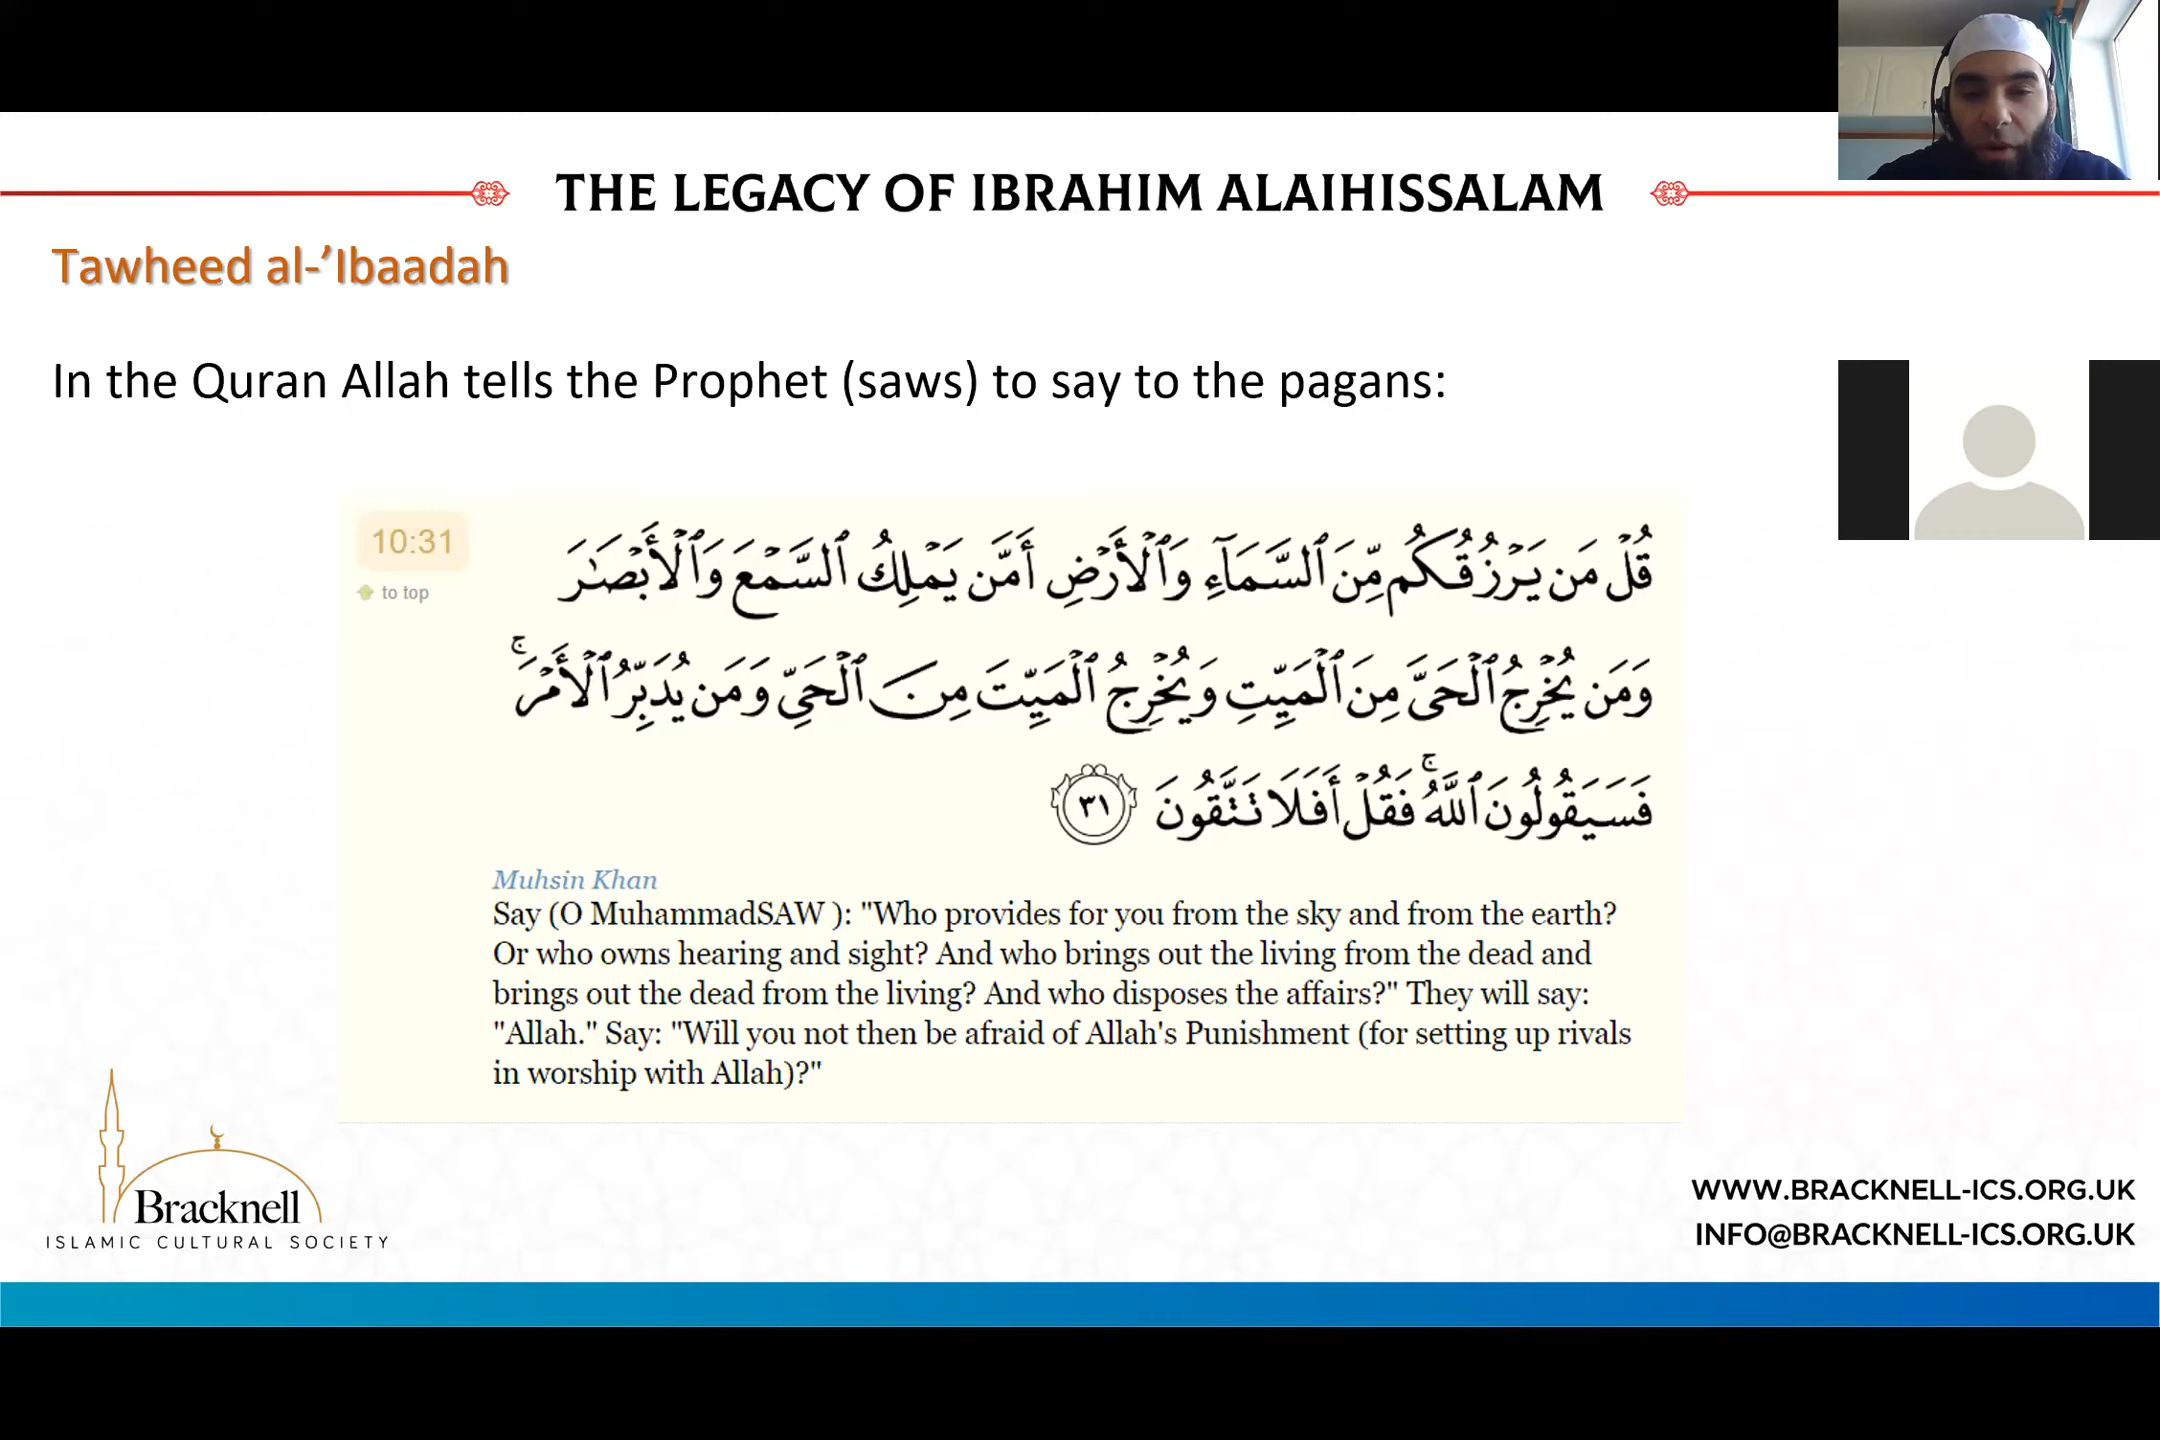 THE LEGACY OF IBRAHIM ALAIHISSALAM
Tawheed al-’Ibaadah
In the Quran Allah tells the Prophet (saws) to say to the pagans:
10:31
to top
قُلْ مَن يَرْزُقُكُم مِّنَ ٱلسَّمَآءِ وَٱلْأَرْضِ أَمَّن يَمْلِكُ ٱلسَّمْعَ وَٱلْأَبْصَـٰرَ
وَمَن يُخْرِجُ ٱلْحَىَّ مِنَ ٱلْمَيِّتِ وَيُخْرِجُ ٱلْمَيِّتَ مِنَ ٱلْحَىِّ وَمَن يُدَبِّرُ ٱلْأَمْرَ ۚ
فَسَيَقُولُونَ ٱللَّهُ ۚ فَقُلْ أَفَلَا تَتَّقُونَ ٣١
Muhsin Khan
Say (O MuhammadSAW ): "Who provides for you from the sky and from the earth?
Or who owns hearing and sight? And who brings out the living from the dead and
brings out the dead from the living? And who disposes the affairs?" They will say:
"Allah." Say: "Will you not then be afraid of Allah's Punishment (for setting up rivals
in worship with Allah)?"
Bracknell
ISLAMIC CULTURAL SOCIETY
WWW.BRACKNELL-ICS.ORG.UK
INFO@BRACKNELL-ICS.ORG.UK